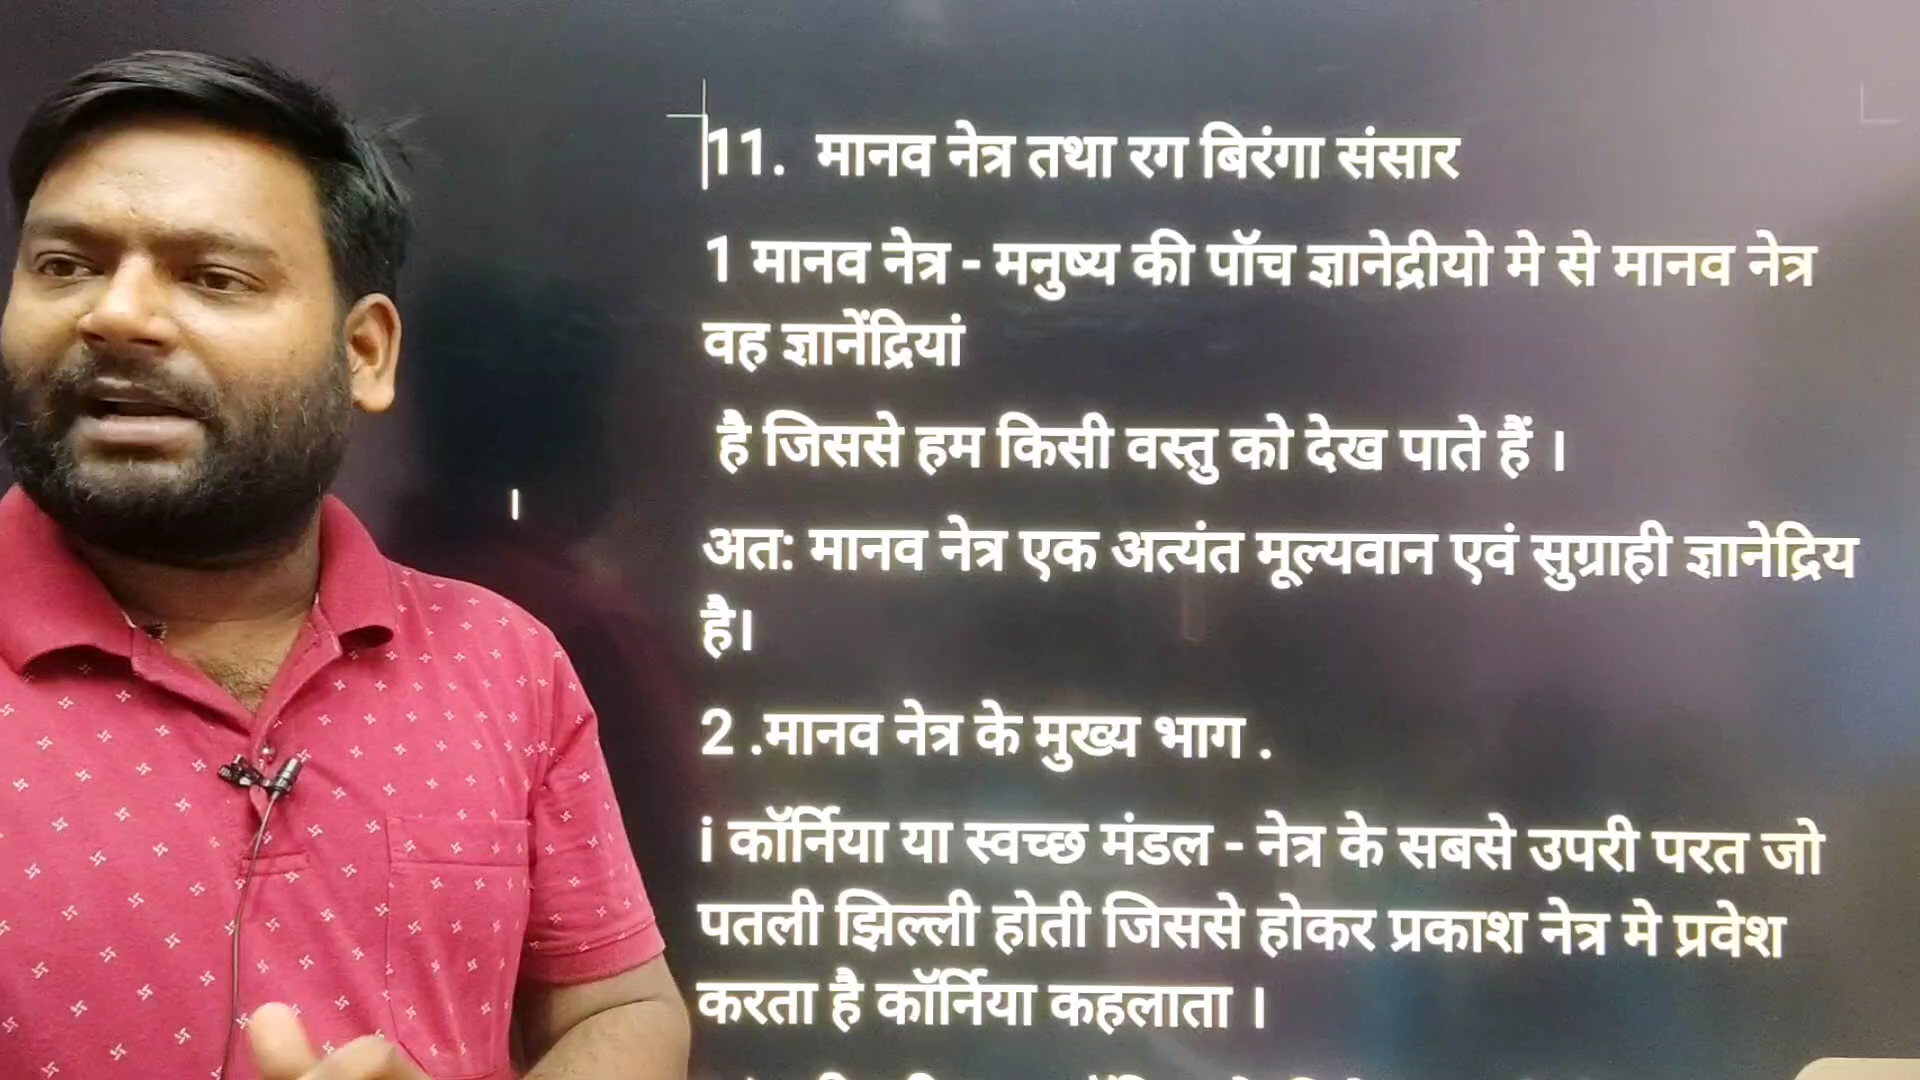 11. मानव नेत्र तथा रग बिरंगा संसार
1 मानव नेत्र - मनुष्य की पॉच ज्ञानेद्रीयो मे से मानव नेत्र
वह ज्ञानेंद्रियां
है जिससे हम किसी वस्तु को देख पाते हैं ।
अत: मानव नेत्र एक अत्यंत मूल्यवान एवं सुग्राही ज्ञानेद्रिय
है।
2 .मानव नेत्र के मुख्य भाग .
i कॉर्निया या स्वच्छ मंडल - नेत्र के सबसे उपरी परत जो
पतली झिल्ली होती जिससे होकर प्रकाश नेत्र मे प्रवेश
करता है कॉर्निया कहलाता ।